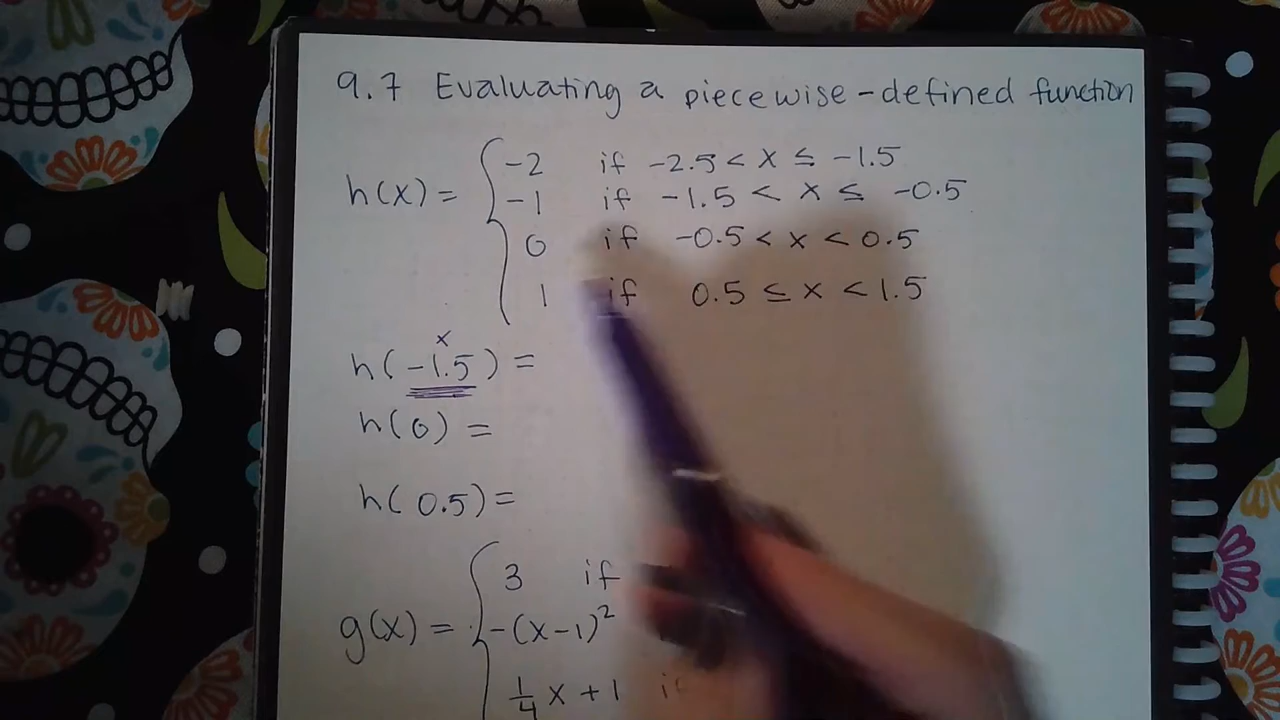 9.7 Evaluating a piecewise-defined function
h(x) = { -2 if -2.5 < x ≤ -1.5
-1 if -1.5 < x ≤ -0.5
0 if -0.5 < x < 0.5
1 if 0.5 ≤ x < 1.5
x
h(-1.5) =
h(0) =
h(0.5) =
g(x) = { 3 if
-(x-1)²
1/4 x + 1